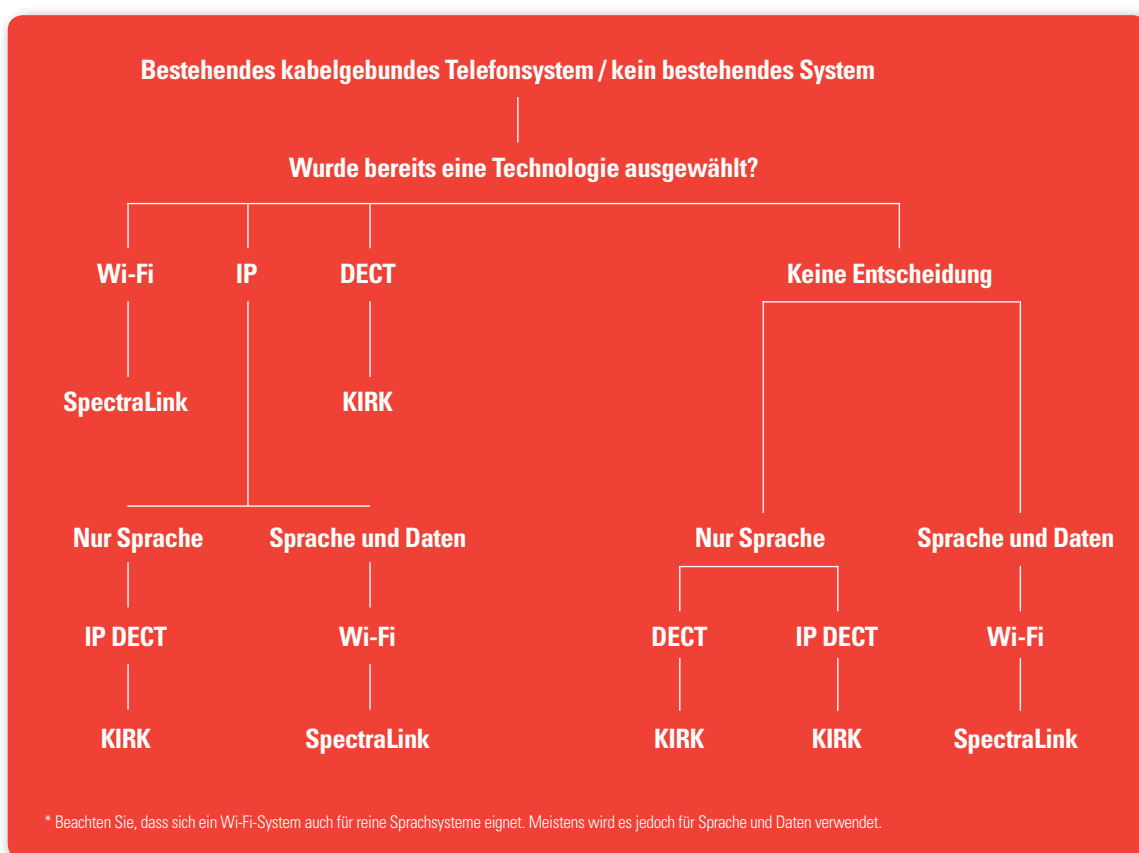 Bestehendes kabelgebundes Telefonsystem / kein bestehendes System
Wurde bereits eine Technologie ausgewählt?
Wi-Fi IP DECT Keine Entscheidung
SpectraLink KIRK
Nur Sprache Sprache und Daten Nur Sprache Sprache und Daten
IP DECT Wi-Fi DECT IP DECT Wi-Fi
KIRK SpectraLink KIRK KIRK SpectraLink
* Beachten Sie, dass sich ein Wi-Fi-System auch für reine Sprachsysteme eignet. Meistens wird es jedoch für Sprache und Daten verwendet.